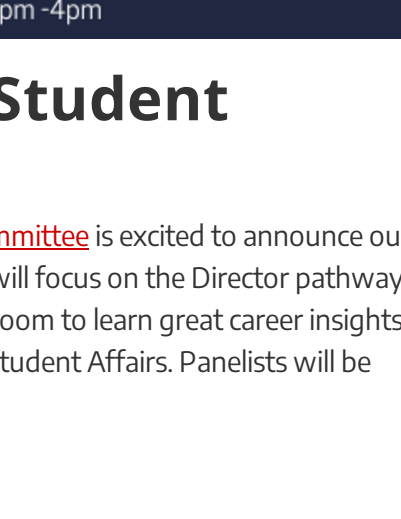 pm -4pm
Student
mmittee is excited to announce ou
will focus on the Director pathway
oom to learn great career insights
tudent Affairs. Panelists will be